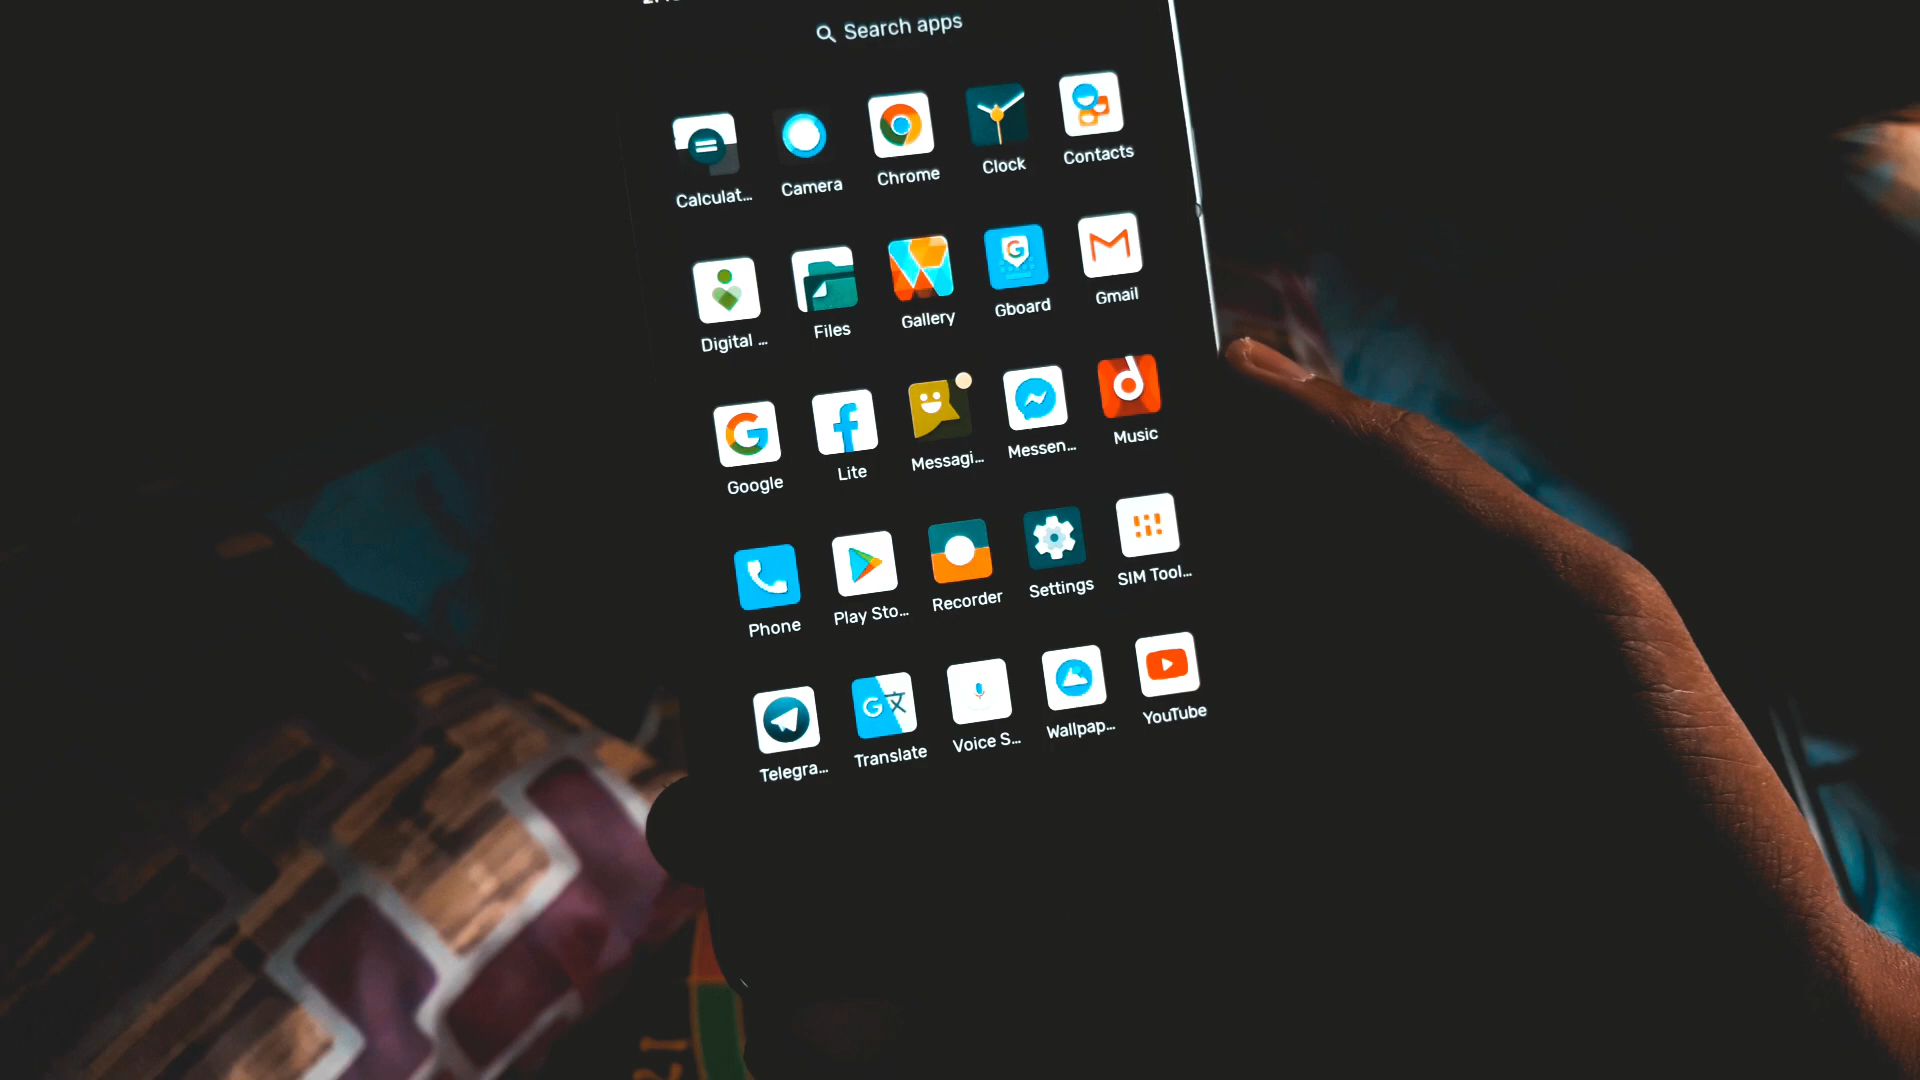 Search apps
Calculat... Camera Chrome Clock Contacts
Digital ... Files Gallery Gboard Gmail
Google Lite Messagi... Messen... Music
Phone Play Sto... Recorder Settings SIM Tool...
Telegra... Translate Voice S... Wallpap... YouTube